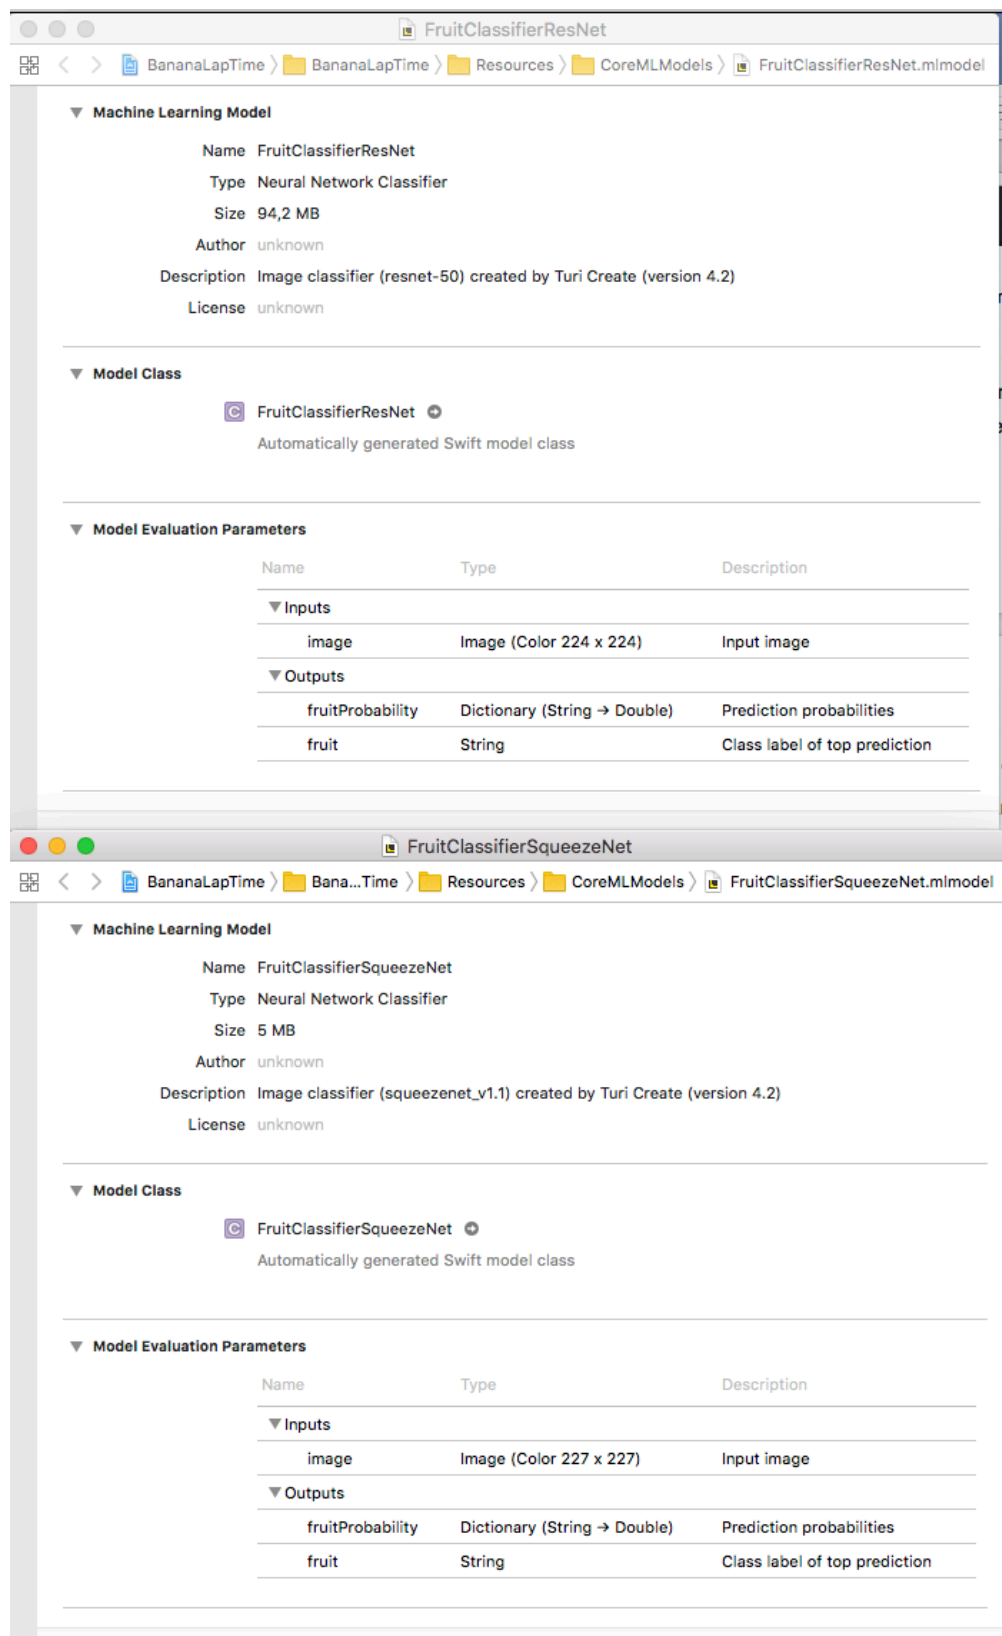 FruitClassifierResNet
BananaLapTime BananaLapTime Resources CoreMLModels FruitClassifierResNet.mlmodel
Machine Learning Model
Name FruitClassifierResNet
Type Neural Network Classifier
Size 94,2 MB
Author unknown
Description Image classifier (resnet-50) created by Turi Create (version 4.2)
License unknown
Model Class
C FruitClassifierResNet
Automatically generated Swift model class
Model Evaluation Parameters
Name Type Description
Inputs
image Image (Color 224 x 224) Input image
Outputs
fruitProbability Dictionary (String → Double) Prediction probabilities
fruit String Class label of top prediction
FruitClassifierSqueezeNet
BananaLapTime Bana...Time Resources CoreMLModels FruitClassifierSqueezeNet.mlmodel
Machine Learning Model
Name FruitClassifierSqueezeNet
Type Neural Network Classifier
Size 5 MB
Author unknown
Description Image classifier (squeezenet_v1.1) created by Turi Create (version 4.2)
License unknown
Model Class
C FruitClassifierSqueezeNet
Automatically generated Swift model class
Model Evaluation Parameters
Name Type Description
Inputs
image Image (Color 227 x 227) Input image
Outputs
fruitProbability Dictionary (String → Double) Prediction probabilities
fruit String Class label of top prediction